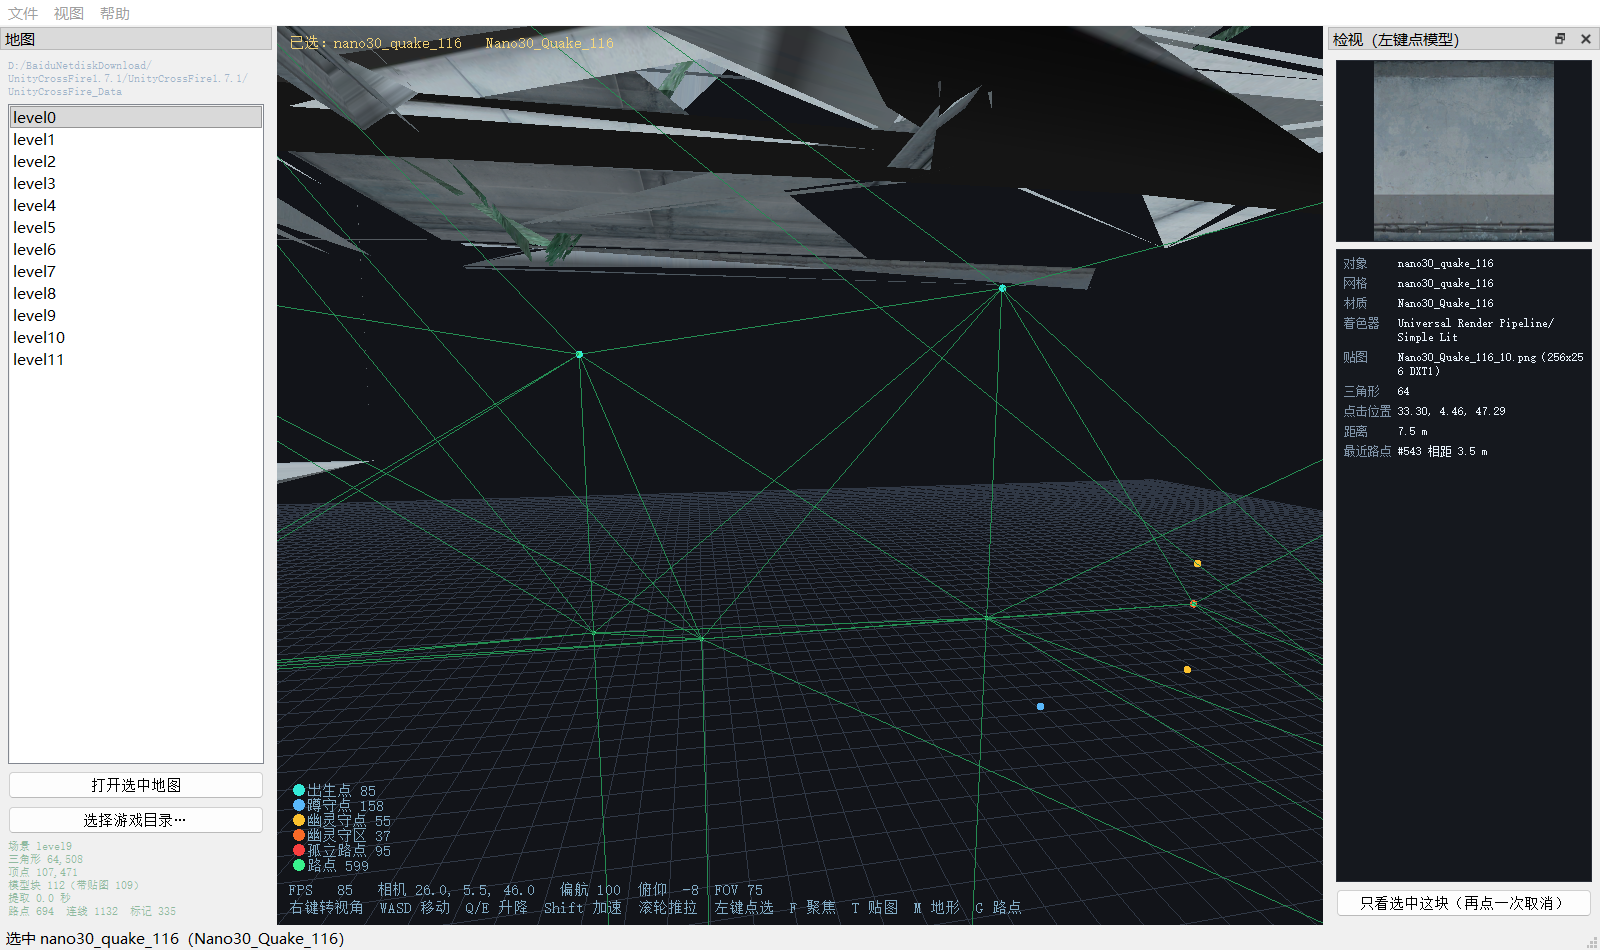 文件 视图 帮助
地图
D:/BaiduNetdiskDownload/
UnityCrossFire1.7.1/UnityCrossFire1.7.1/
UnityCrossFire_Data
level0
level1
level2
level3
level4
level5
level6
level7
level8
level9
level10
level11
打开选中地图
选择游戏目录…
场景 level9
三角形 64,508
顶点 107,471
模型块 112 (带贴图 109)
提取 0.0 秒
路点 694 连线 1132 标记 335
已选: nano30_quake_116 Nano30_Quake_116
出生点 85
蹲守点 158
幽灵守点 55
幽灵守区 37
孤立路点 95
路点 599
FPS 85 相机 26.0, 5.5, 46.0 偏航 100 俯仰 -8 FOV 75
右键转视角 WASD 移动 Q/E 升降 Shift 加速 滚轮推拉 左键点选 F 聚焦 T 贴图 M 地形 G 路点
检视 (左键点模型)
对象 nano30_quake_116
网格 nano30_quake_116
材质 Nano30_Quake_116
着色器 Universal Render Pipeline/
Simple Lit
贴图 Nano30_Quake_116_10.png (256x25
6 DXT1)
三角形 64
点击位置 33.30, 4.46, 47.29
距离 7.5 m
最近路点 #543 相距 3.5 m
只看选中这块 (再点一次取消)
选中 nano30_quake_116 (Nano30_Quake_116)